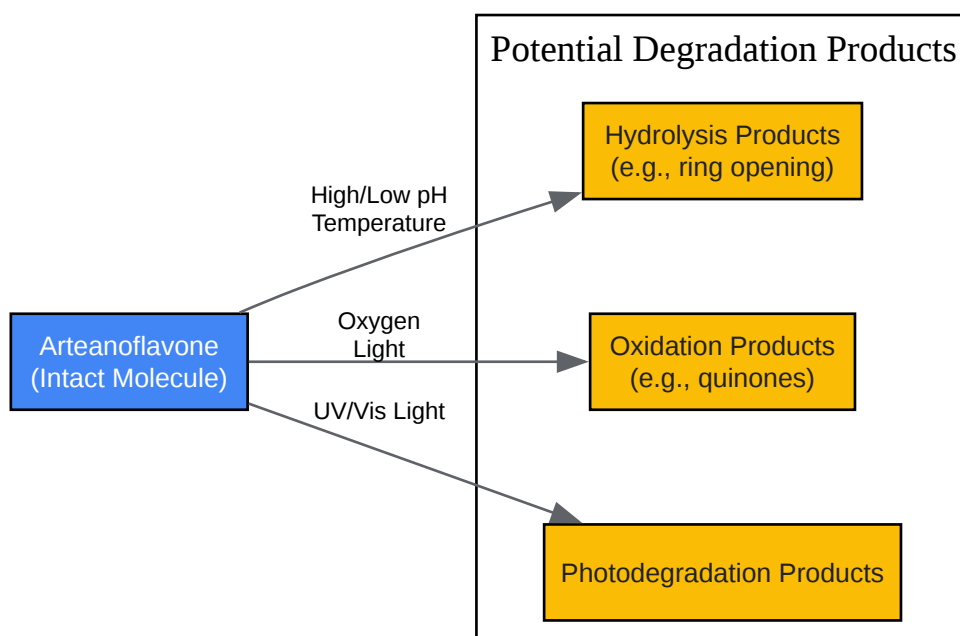 Potential Degradation Products
Hydrolysis Products
(e.g., ring opening)
High/Low pH
Temperature
Arteanoflavone
(Intact Molecule)
Oxygen
Light
Oxidation Products
(e.g., quinones)
UV/Vis Light
Photodegradation Products